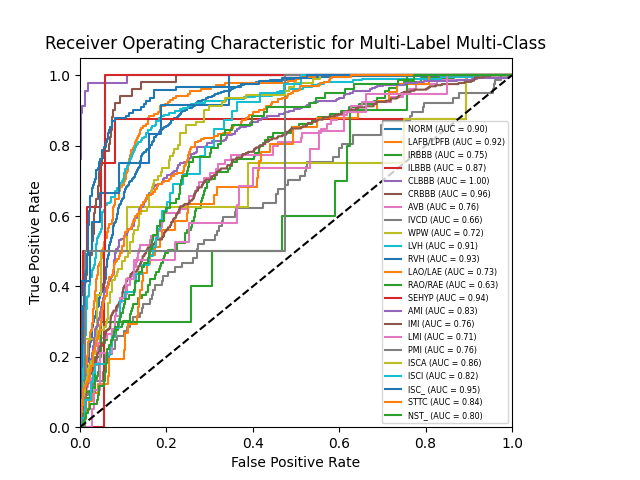 Receiver Operating Characteristic for Multi-Label Multi-Class
True Positive Rate
1.0
0.8
0.6
0.4
0.2
0.0
NORM (AUC = 0.90)
LAFB/LPFB (AUC = 0.92)
IRBBB (AUC = 0.75)
ILBBB (AUC = 0.87)
CLBBB (AUC = 1.00)
CRBBB (AUC = 0.96)
AVB (AUC = 0.76)
IVCD (AUC = 0.66)
WPW (AUC = 0.72)
LVH (AUC = 0.91)
RVH (AUC = 0.93)
LAO/LAE (AUC = 0.73)
RAO/RAE (AUC = 0.63)
SEHYP (AUC = 0.94)
AMI (AUC = 0.83)
IMI (AUC = 0.76)
LMI (AUC = 0.71)
PMI (AUC = 0.76)
ISCA (AUC = 0.86)
ISCI (AUC = 0.82)
ISC_ (AUC = 0.95)
STTC (AUC = 0.84)
NST_ (AUC = 0.80)
0.0 0.2 0.4 0.6 0.8 1.0
False Positive Rate